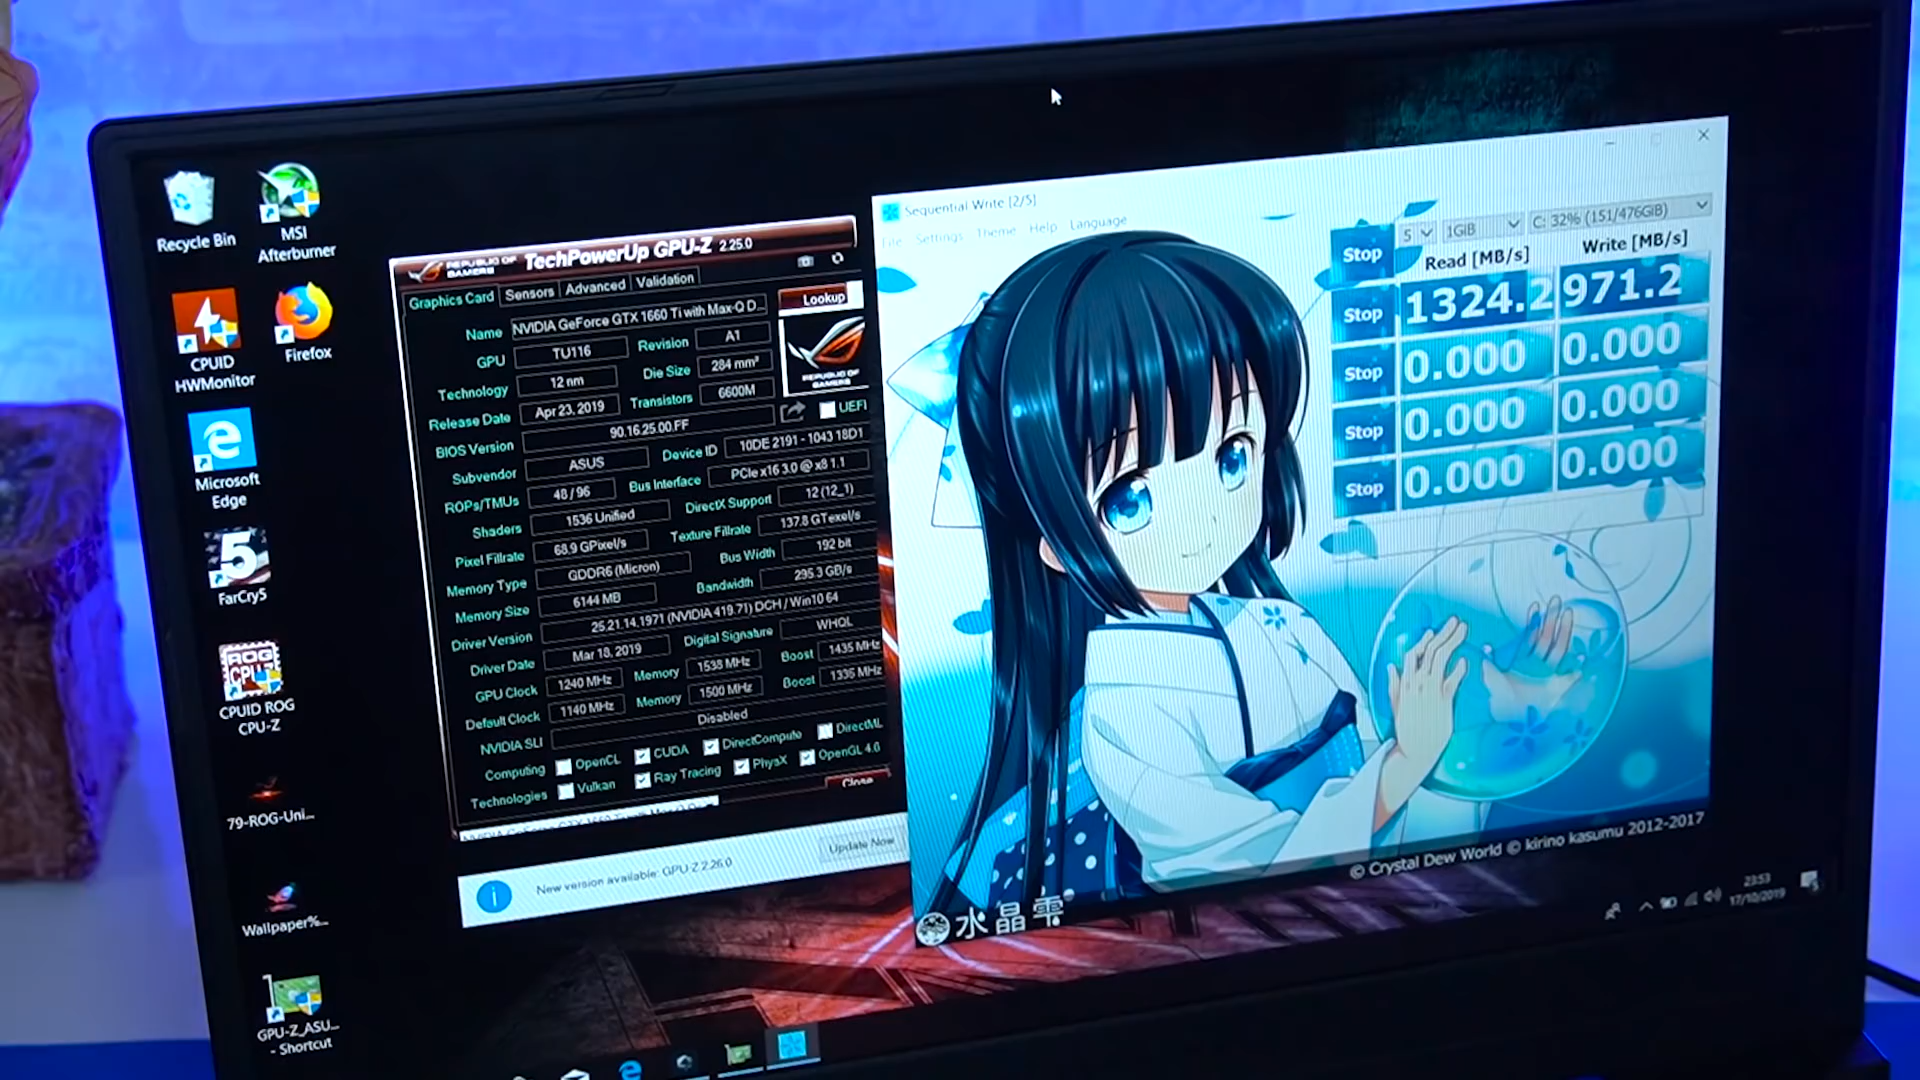 Recycle Bin
MSI
Afterburner
CPUID
HWMonitor
Firefox
Microsoft
Edge
5
FarCry5
ROG
CPU
CPUID ROG
CPU-Z
79-ROG-Uni...
Wallpaper%...
GPU-Z_ASU...
- Shortcut
REPUBLIC OF
GAMERS
TechPowerUp GPU-Z 2.25.0
Graphics Card Sensors Advanced Validation
Name NVIDIA GeForce GTX 1660 Ti with Max-Q D... Lookup
GPU TU116 Revision A1
Technology 12 nm Die Size 284 mm²
Release Date Apr 23, 2019 Transistors 6600M
REPUBLIC OF
GAMERS
BIOS Version 90.16.25.00.FF UEFI
Subvendor ASUS Device ID 10DE 2191 - 1043 18D1
ROPs/TMUs 48 / 96 Bus Interface PCIe x16 3.0 @ x8 1.1
Shaders 1536 Unified DirectX Support 12 (12_1)
Pixel Fillrate 68.9 GPixel/s Texture Fillrate 137.8 GTexel/s
Memory Type GDDR6 (Micron) Bus Width 192 bit
Memory Size 6144 MB Bandwidth 295.3 GB/s
Driver Version 25.21.14.1971 (NVIDIA 419.71) DCH / Win10 64
Driver Date Mar 18, 2019 Digital Signature WHQL
GPU Clock 1240 MHz Memory 1538 MHz Boost 1435 MHz
Default Clock 1140 MHz Memory 1500 MHz Boost 1335 MHz
NVIDIA SLI Disabled
Computing OpenCL CUDA DirectCompute DirectML
Technologies Vulkan Ray Tracing PhysX OpenGL 4.6
Close
New version available: GPU-Z 2.26.0 Update Now
Sequential Write [2/5]
File Settings Theme Help Language
Stop 5 1GiB C: 32% (151/476GiB)
Read [MB/s] Write [MB/s]
Stop 1324.2 971.2
Stop 0.000 0.000
Stop 0.000 0.000
Stop 0.000 0.000
© Crystal Dew World © kirino kasumu 2012-2017
水晶雫
23:53
17/10/2019